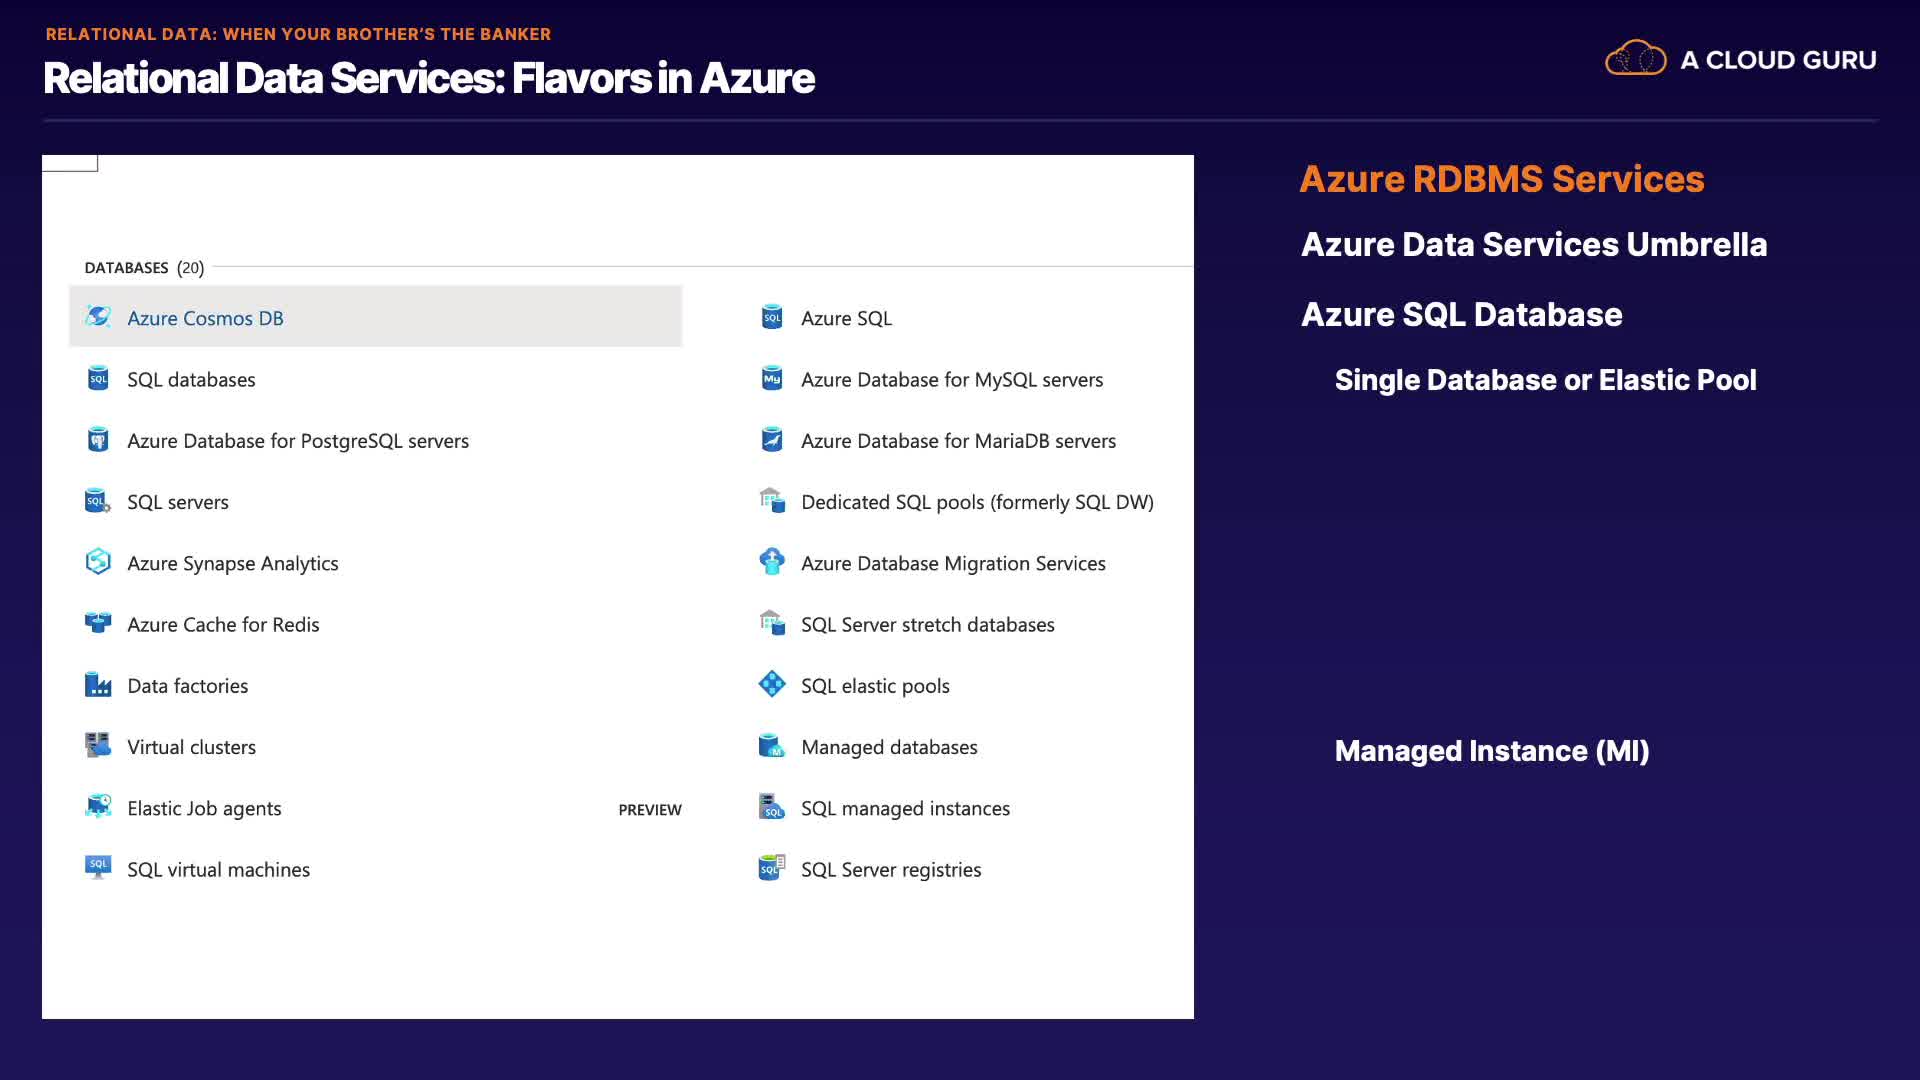 RELATIONAL DATA: WHEN YOUR BROTHER'S THE BANKER
Relational Data Services: Flavors in Azure
A CLOUD GURU
DATABASES (20)
Azure Cosmos DB
Azure SQL
SQL databases
Azure Database for MySQL servers
Azure Database for PostgreSQL servers
Azure Database for MariaDB servers
SQL servers
Dedicated SQL pools (formerly SQL DW)
Azure Synapse Analytics
Azure Database Migration Services
Azure Cache for Redis
SQL Server stretch databases
Data factories
SQL elastic pools
Virtual clusters
Managed databases
Elastic Job agents PREVIEW
SQL managed instances
SQL virtual machines
SQL Server registries
Azure RDBMS Services
Azure Data Services Umbrella
Azure SQL Database
Single Database or Elastic Pool
Managed Instance (MI)